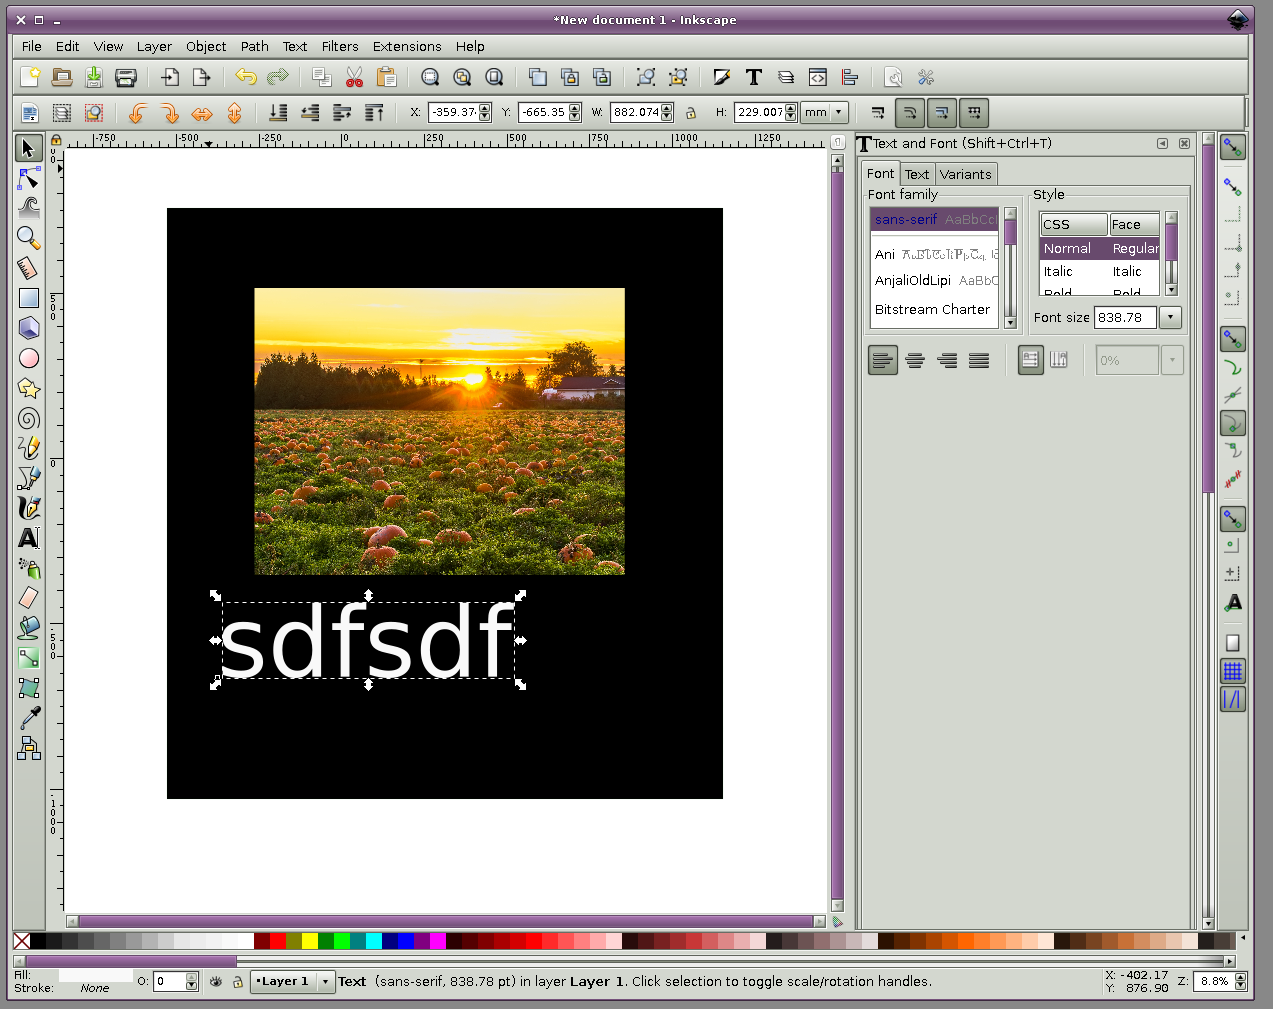 *New document 1 - Inkscape
File Edit View Layer Object Path Text Filters Extensions Help
X: -359.37 Y: -665.35 W: 882.074 H: 229.007 mm
-750 -500 -250 0 250 500 750 1000 1250
Text and Font (Shift+Ctrl+T)
Font Text Variants
Font family
Style
sans-serif AaBbCc
CSS Face
Normal Regular
Ani
Italic Italic
AnjaliOldLipi AaBbC
Bold Bold
Bitstream Charter
Font size 838.78
0%
500
0
-500
-1000
sdfsdf
Fill:
Stroke: None
O: 0
•Layer 1
Text (sans-serif, 838.78 pt) in layer Layer 1. Click selection to toggle scale/rotation handles.
X: -402.17
Y: 876.90
Z: 8.8%